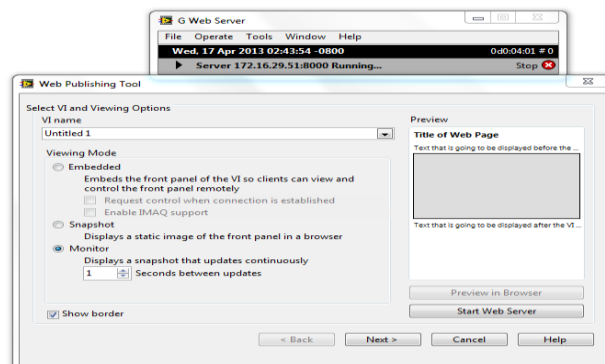 G Web Server
File Operate Tools Window Help
Wed, 17 Apr 2013 02:43:54 -0800 0d0:04:01 # 0
Server 172.16.29.51:8000 Running... Stop
Web Publishing Tool
Select VI and Viewing Options
VI name
Untitled 1
Viewing Mode
Embedded
Embeds the front panel of the VI so clients can view and
control the front panel remotely
Request control when connection is established
Enable IMAQ support
Snapshot
Displays a static image of the front panel in a browser
Monitor
Displays a snapshot that updates continuously
1 Seconds between updates
Show border
Preview
Title of Web Page
Text that is going to be displayed before the ...
Text that is going to be displayed after the VI ...
Preview in Browser
Start Web Server
< Back Next > Cancel Help